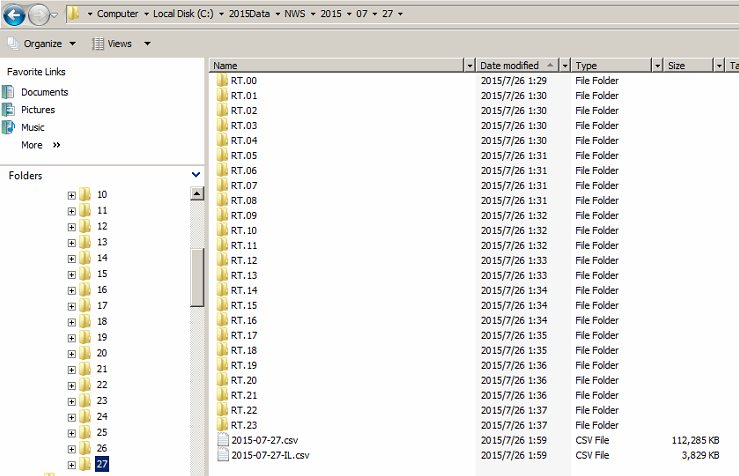 Computer Local Disk (C:) 2015Data NWS 2015 07 27
Organize Views
Favorite Links
Documents
Pictures
Music
More »
Folders
10
11
12
13
14
15
16
17
18
19
20
21
22
23
24
25
26
27
Name Date modified Type Size Ta
RT.00 2015/7/26 1:29 File Folder
RT.01 2015/7/26 1:30 File Folder
RT.02 2015/7/26 1:30 File Folder
RT.03 2015/7/26 1:30 File Folder
RT.04 2015/7/26 1:30 File Folder
RT.05 2015/7/26 1:31 File Folder
RT.06 2015/7/26 1:31 File Folder
RT.07 2015/7/26 1:31 File Folder
RT.08 2015/7/26 1:31 File Folder
RT.09 2015/7/26 1:32 File Folder
RT.10 2015/7/26 1:32 File Folder
RT.11 2015/7/26 1:32 File Folder
RT.12 2015/7/26 1:33 File Folder
RT.13 2015/7/26 1:33 File Folder
RT.14 2015/7/26 1:34 File Folder
RT.15 2015/7/26 1:34 File Folder
RT.16 2015/7/26 1:34 File Folder
RT.17 2015/7/26 1:35 File Folder
RT.18 2015/7/26 1:35 File Folder
RT.19 2015/7/26 1:36 File Folder
RT.20 2015/7/26 1:36 File Folder
RT.21 2015/7/26 1:36 File Folder
RT.22 2015/7/26 1:37 File Folder
RT.23 2015/7/26 1:37 File Folder
2015-07-27.csv 2015/7/26 1:59 CSV File 112,285 KB
2015-07-27-IL.csv 2015/7/26 1:59 CSV File 3,829 KB